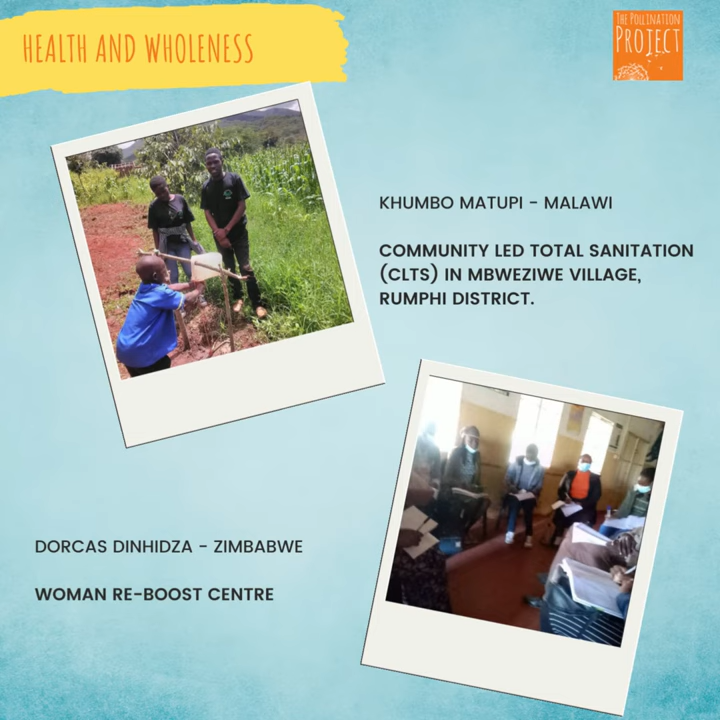 HEALTH AND WHOLENESS
THE POLLINATION
PROJECT
KHUMBO MATUPI - MALAWI
COMMUNITY LED TOTAL SANITATION
(CLTS) IN MBWEZIWE VILLAGE,
RUMPHI DISTRICT.
DORCAS DINHIDZA - ZIMBABWE
WOMAN RE-BOOST CENTRE